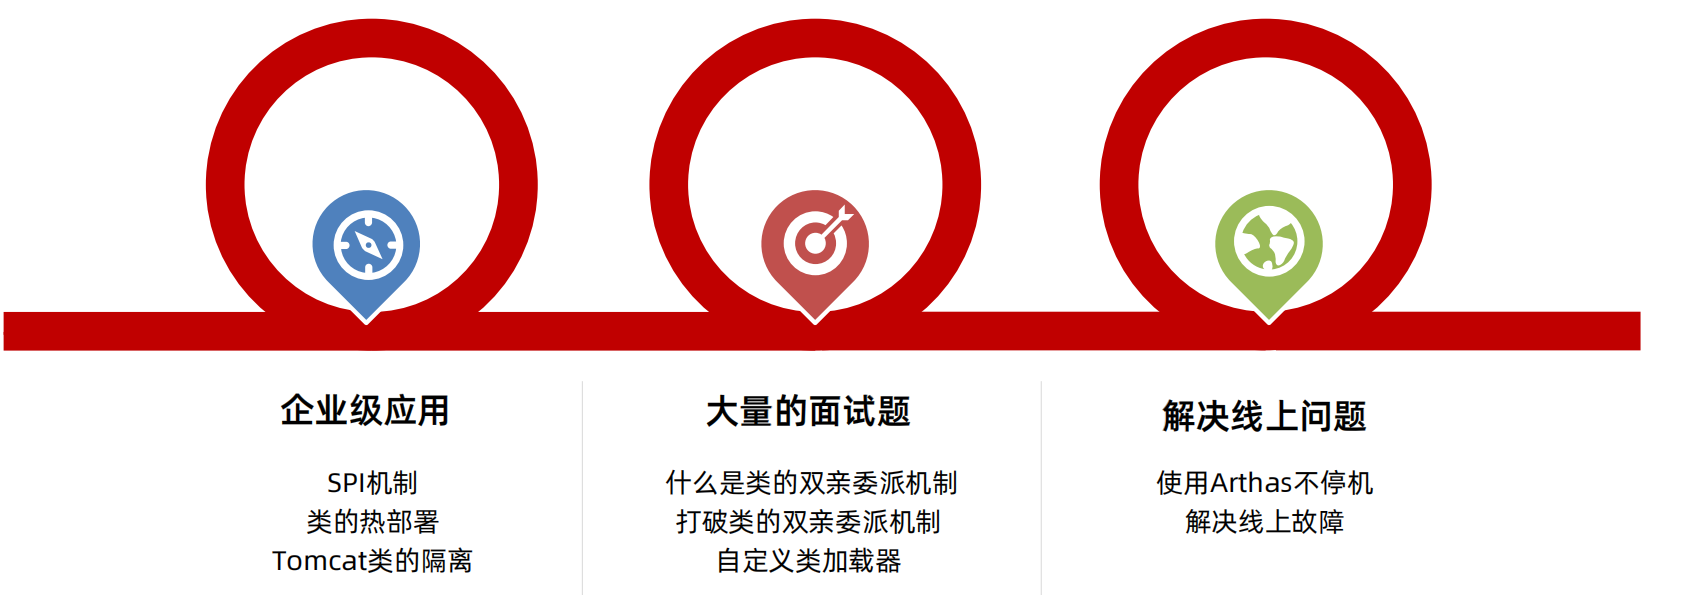 企业级应用
SPI机制
类的热部署
Tomcat类的隔离
大量的面试题
什么是类的双亲委派机制
打破类的双亲委派机制
自定义类加载器
解决线上问题
使用Arthas不停机
解决线上故障